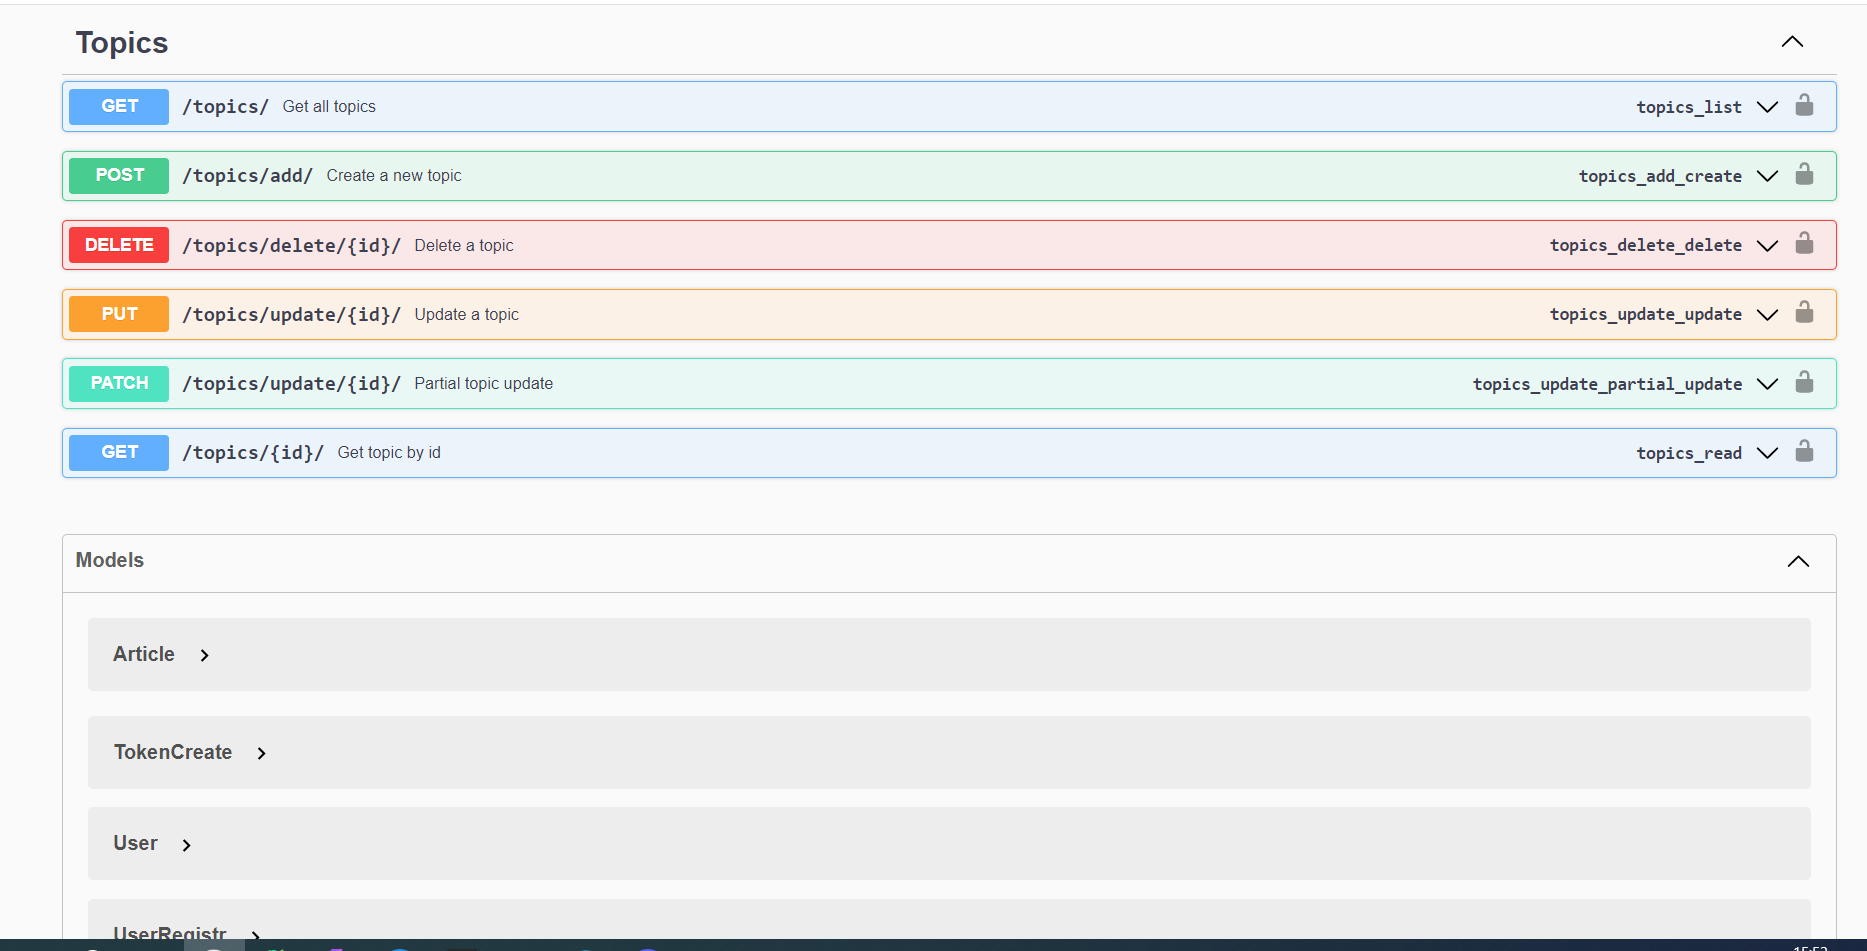 Topics
GET /topics/ Get all topics topics_list
POST /topics/add/ Create a new topic topics_add_create
DELETE /topics/delete/{id}/ Delete a topic topics_delete_delete
PUT /topics/update/{id}/ Update a topic topics_update_update
PATCH /topics/update/{id}/ Partial topic update topics_update_partial_update
GET /topics/{id}/ Get topic by id topics_read
Models
Article
TokenCreate
User
UserRegistr